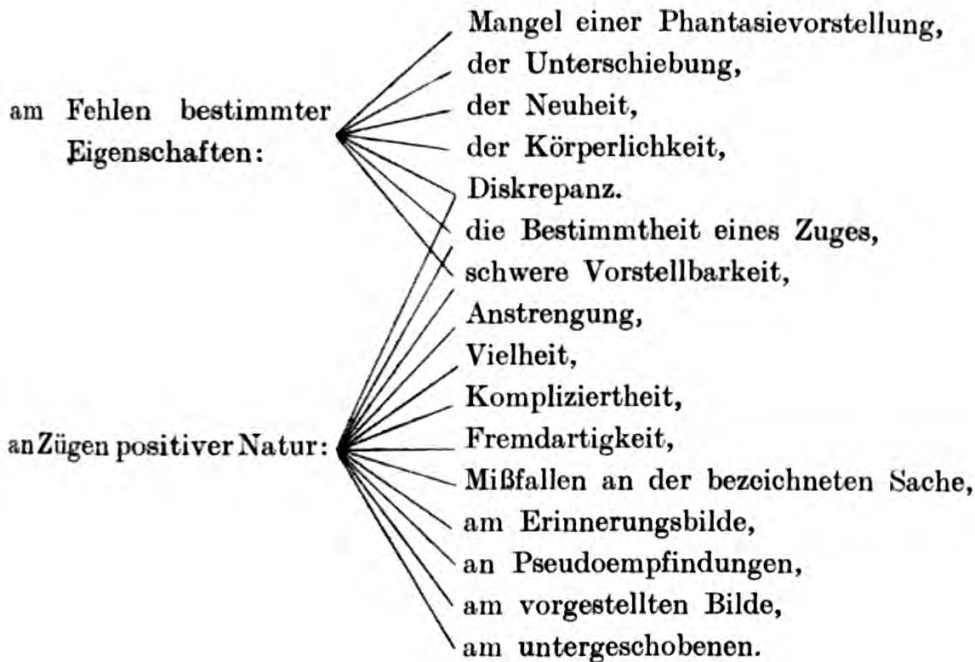 Mangel einer Phantasievorstellung,
der Unterschiebung,
am Fehlen bestimmter
der Neuheit,
Eigenschaften:
der Körperlichkeit,
Diskrepanz.
die Bestimmtheit eines Zuges,
schwere Vorstellbarkeit,
Anstrengung,
Vielheit,
Kompliziertheit,
an Zügen positiver Natur:
Fremdartigkeit,
Mißfallen an der bezeichneten Sache,
am Erinnerungsbilde,
an Pseudoempfindungen,
am vorgestellten Bilde,
am untergeschobenen.